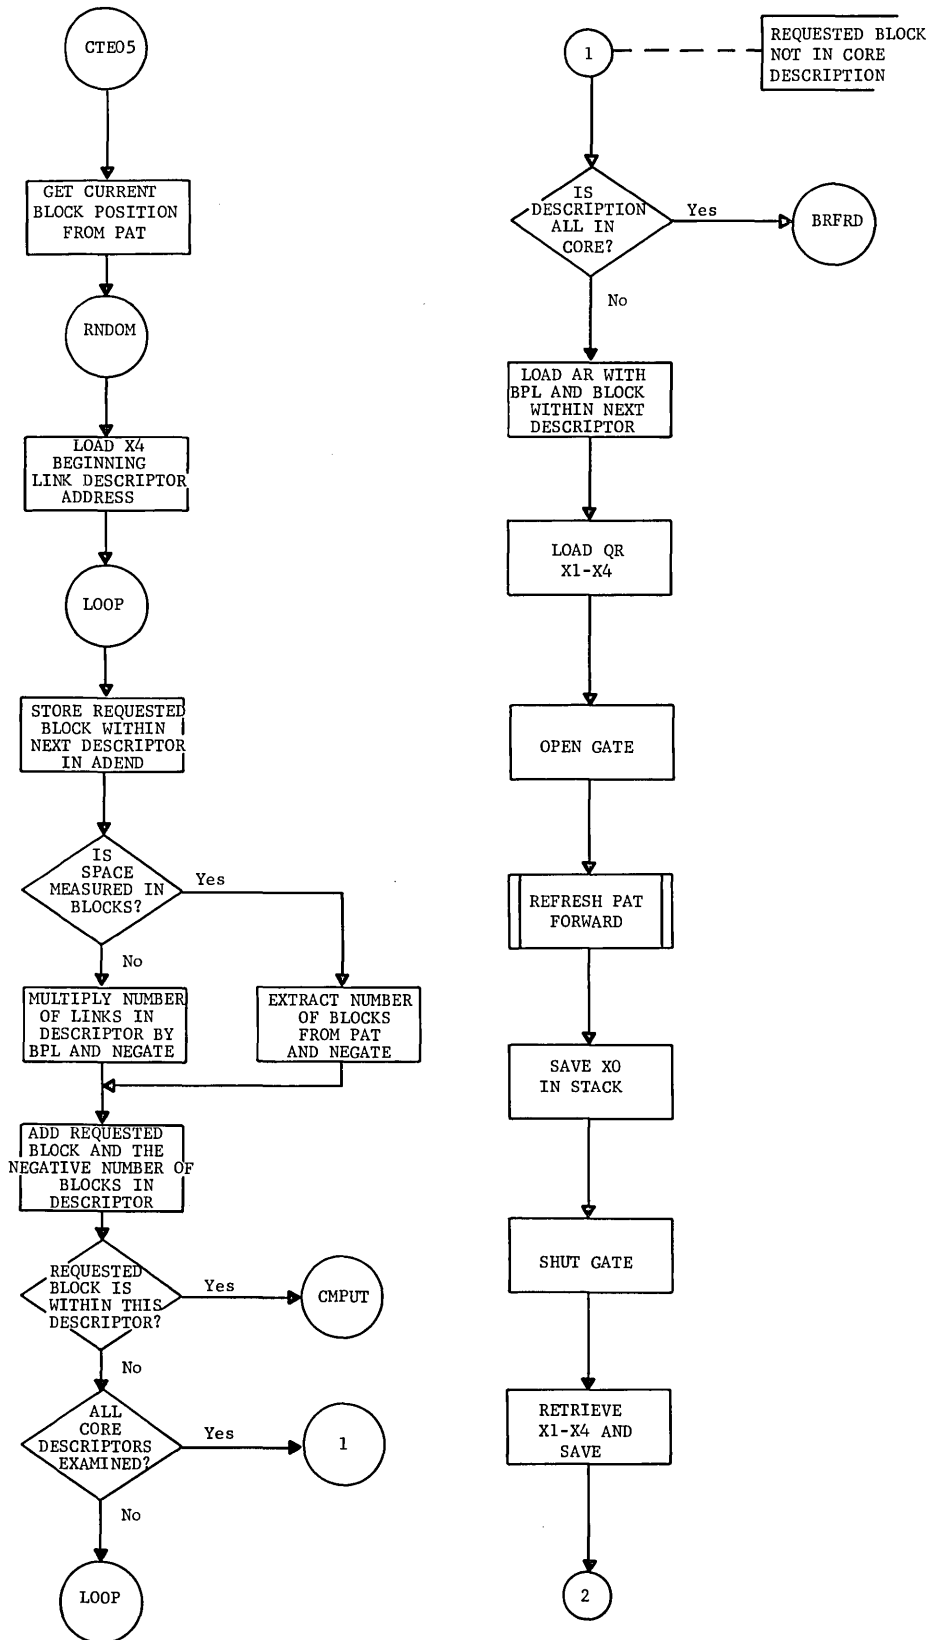 CTE05
GET CURRENT
BLOCK POSITION
FROM PAT
RNDOM
LOAD X4
BEGINNING
LINK DESCRIPTOR
ADDRESS
LOOP
STORE REQUESTED
BLOCK WITHIN
NEXT DESCRIPTOR
IN ADEND
IS
SPACE
MEASURED IN
BLOCKS?
Yes
No
MULTIPLY NUMBER
OF LINKS IN
DESCRIPTOR BY
BPL AND NEGATE
EXTRACT NUMBER
OF BLOCKS
FROM PAT
AND NEGATE
ADD REQUESTED
BLOCK AND THE
NEGATIVE NUMBER OF
BLOCKS IN
DESCRIPTOR
REQUESTED
BLOCK IS
WITHIN THIS
DESCRIPTOR?
Yes
CMPUT
No
ALL
CORE
DESCRIPTORS
EXAMINED?
Yes
1
No
LOOP
1
REQUESTED BLOCK
NOT IN CORE
DESCRIPTION
IS
DESCRIPTION
ALL IN
CORE?
Yes
BRFRD
No
LOAD AR WITH
BPL AND BLOCK
WITHIN NEXT
DESCRIPTOR
LOAD QR
X1-X4
OPEN GATE
REFRESH PAT
FORWARD
SAVE X0
IN STACK
SHUT GATE
RETRIEVE
X1-X4 AND
SAVE
2